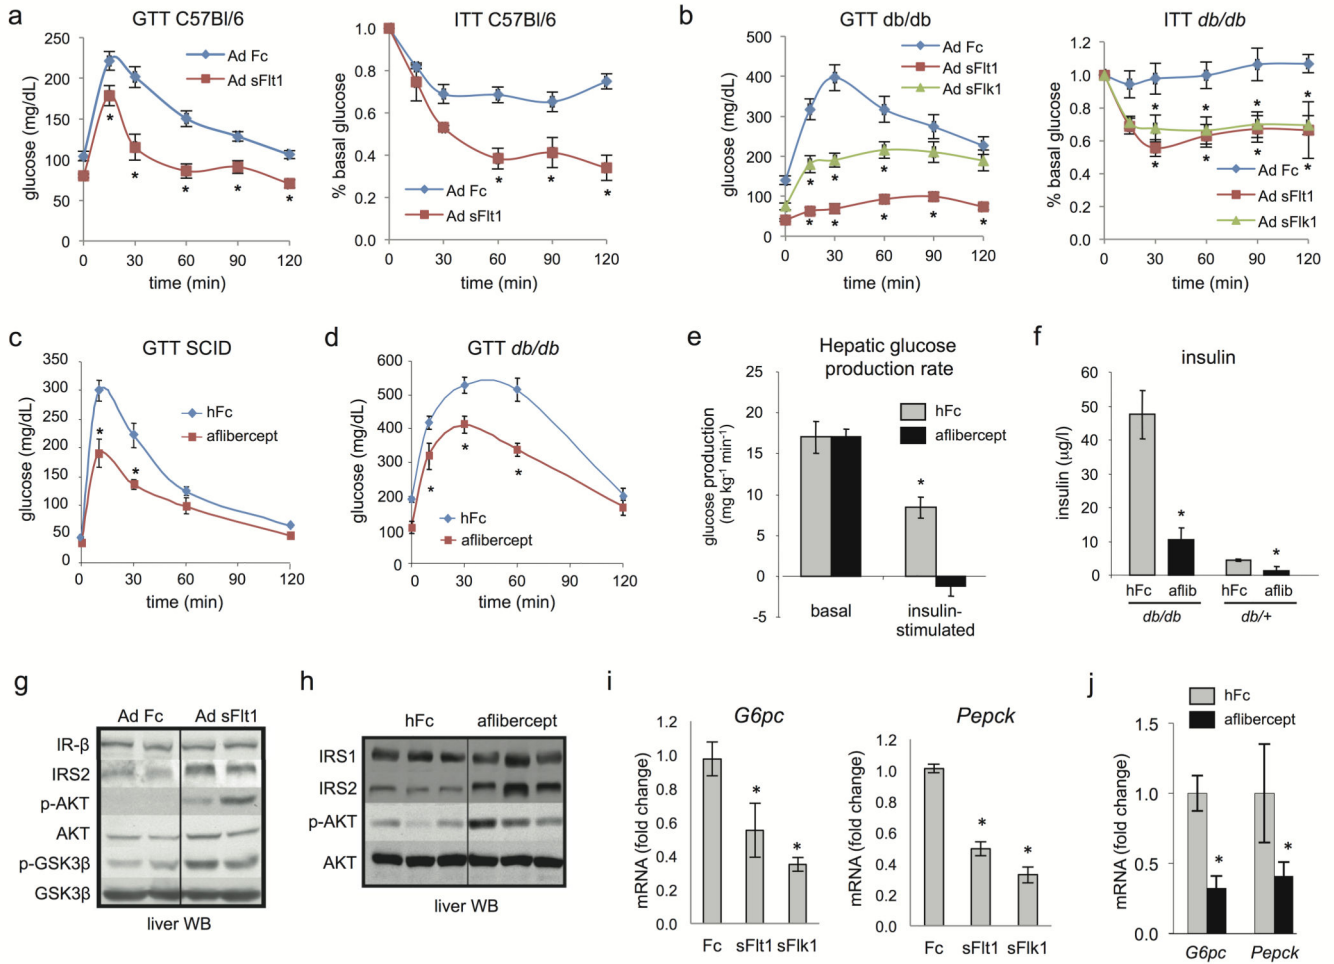 a
GTT C57Bl/6
250
200
150
100
50
0
glucose (mg/dL)
Ad Fc
Ad sFlt1
*
*
*
*
*
0 30 60 90 120
time (min)
ITT C57Bl/6
1.0
0.8
0.6
0.4
0.2
0.0
% basal glucose
Ad Fc
Ad sFlt1
*
*
*
0 30 60 90 120
time (min)
b
GTT db/db
500
400
300
200
100
0
glucose (mg/dL)
Ad Fc
Ad sFlt1
Ad sFlk1
* * *
* * * * *
0 30 60 90 120
time (min)
ITT db/db
1.2
1.0
0.8
0.6
0.4
0.2
0.0
% basal glucose
* * * *
* * * *
Ad Fc
Ad sFlt1
Ad sFlk1
0 30 60 90 120
time (min)
c
GTT SCID
350
300
250
200
150
100
50
0
glucose (mg/dL)
hFc
aflibercept
*
*
0 30 60 90 120
time (min)
d
GTT db/db
600
500
400
300
200
100
0
glucose (mg/dL)
*
*
*
hFc
aflibercept
0 30 60 90 120
time (min)
e
Hepatic glucose
production rate
25
20
15
10
5
0
-5
glucose production
(mg kg-1 min-1)
hFc
aflibercept
*
basal
insulin-
stimulated
f
insulin
60
50
40
30
20
10
0
insulin (µg/l)
*
*
hFc aflib hFc aflib
db/db db/+
g
Ad Fc Ad sFlt1
IR-β
IRS2
p-AKT
AKT
p-GSK3β
GSK3β
liver WB
h
hFc aflibercept
IRS1
IRS2
p-AKT
AKT
liver WB
i
G6pc
1.2
1.0
0.8
0.6
0.4
0.2
0.0
mRNA (fold change)
*
*
Fc sFlt1 sFlk1
Pepck
1.2
1.0
0.8
0.6
0.4
0.2
0.0
mRNA (fold change)
*
*
Fc sFlt1 sFlk1
j
hFc
aflibercept
1.5
1.0
0.5
0.0
mRNA (fold change)
*
*
G6pc Pepck